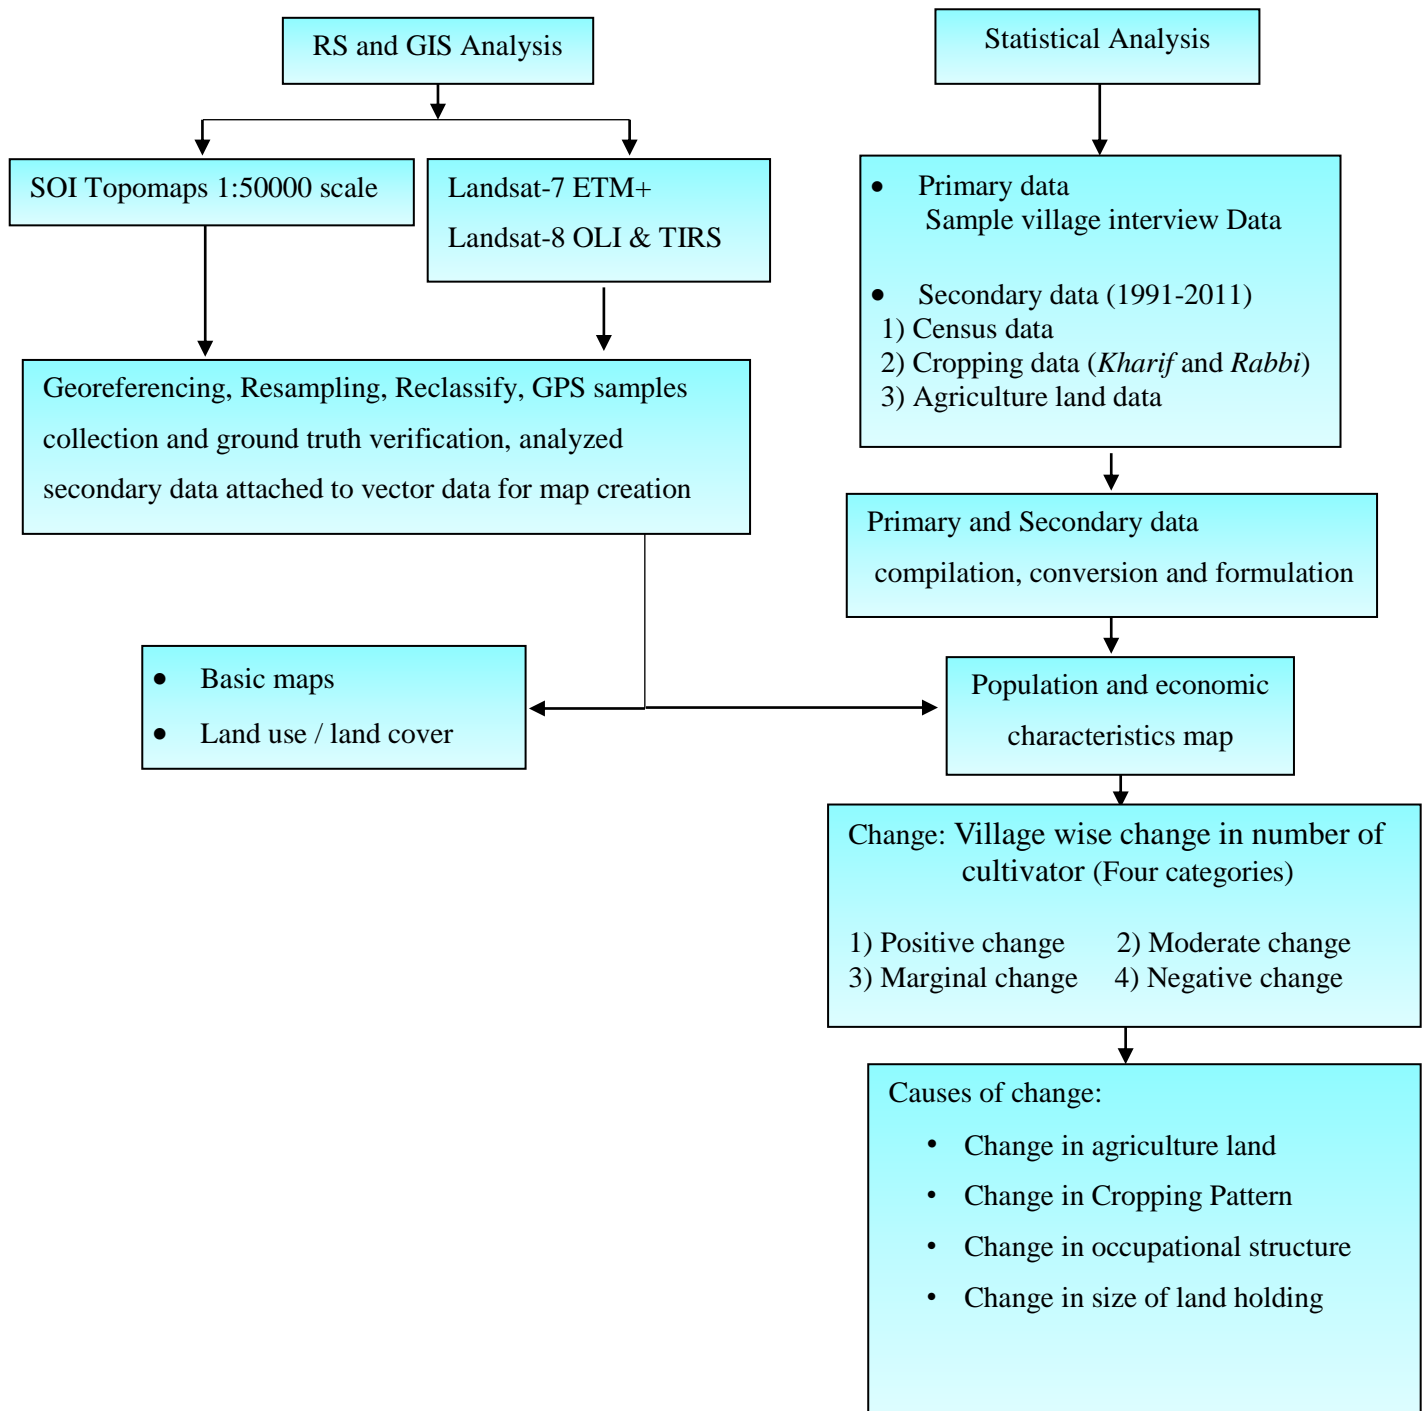 RS and GIS Analysis
Statistical Analysis
SOI Topomaps 1:50000 scale
Landsat-7 ETM+
Landsat-8 OLI & TIRS
• Primary data
Sample village interview Data
• Secondary data (1991-2011)
1) Census data
2) Cropping data (Kharif and Rabbi)
3) Agriculture land data
Georeferencing, Resampling, Reclassify, GPS samples
collection and ground truth verification, analyzed
secondary data attached to vector data for map creation
Primary and Secondary data
compilation, conversion and formulation
• Basic maps
• Land use / land cover
Population and economic
characteristics map
Change: Village wise change in number of
cultivator (Four categories)
1) Positive change 2) Moderate change
3) Marginal change 4) Negative change
Causes of change:
• Change in agriculture land
• Change in Cropping Pattern
• Change in occupational structure
• Change in size of land holding